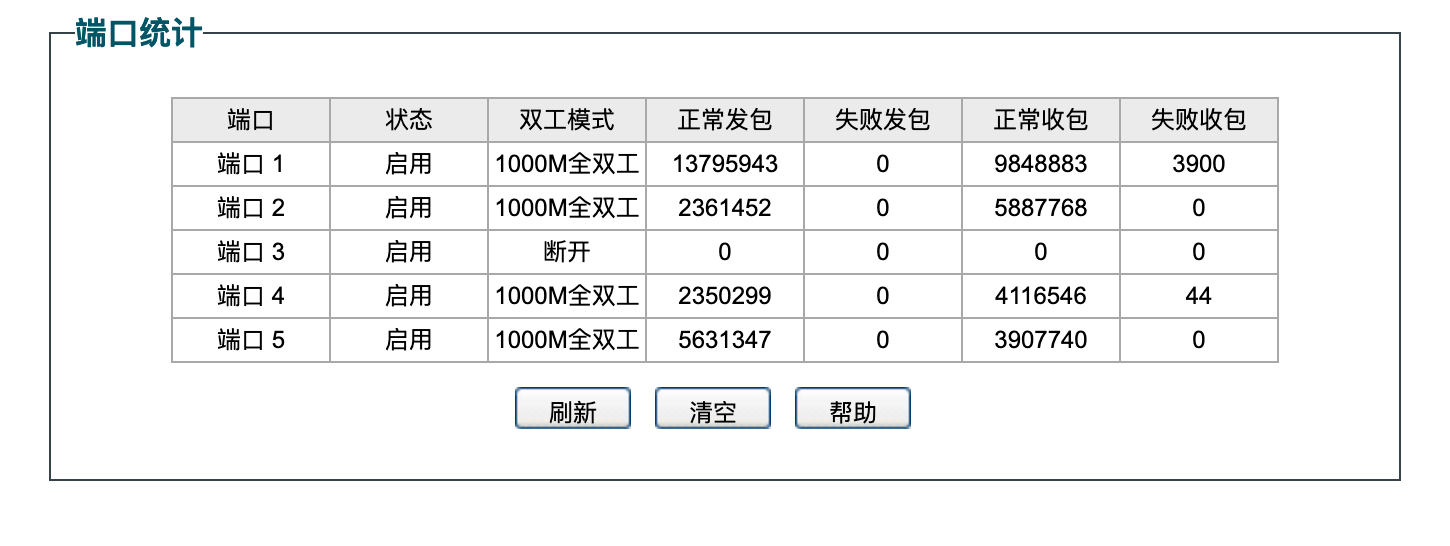 端口统计
端口 状态 双工模式 正常发包 失败发包 正常收包 失败收包
端口 1 启用 1000M全双工 13795943 0 9848883 3900
端口 2 启用 1000M全双工 2361452 0 5887768 0
端口 3 启用 断开 0 0 0 0
端口 4 启用 1000M全双工 2350299 0 4116546 44
端口 5 启用 1000M全双工 5631347 0 3907740 0
刷新 清空 帮助